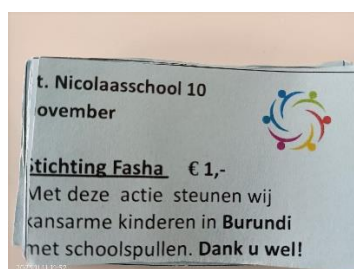 t. Nicolaasschool 10
ovember
Stichting Fasha € 1,-
Met deze actie steunen wij
kansarme kinderen in Burundi
met schoolspullen. Dank u wel!